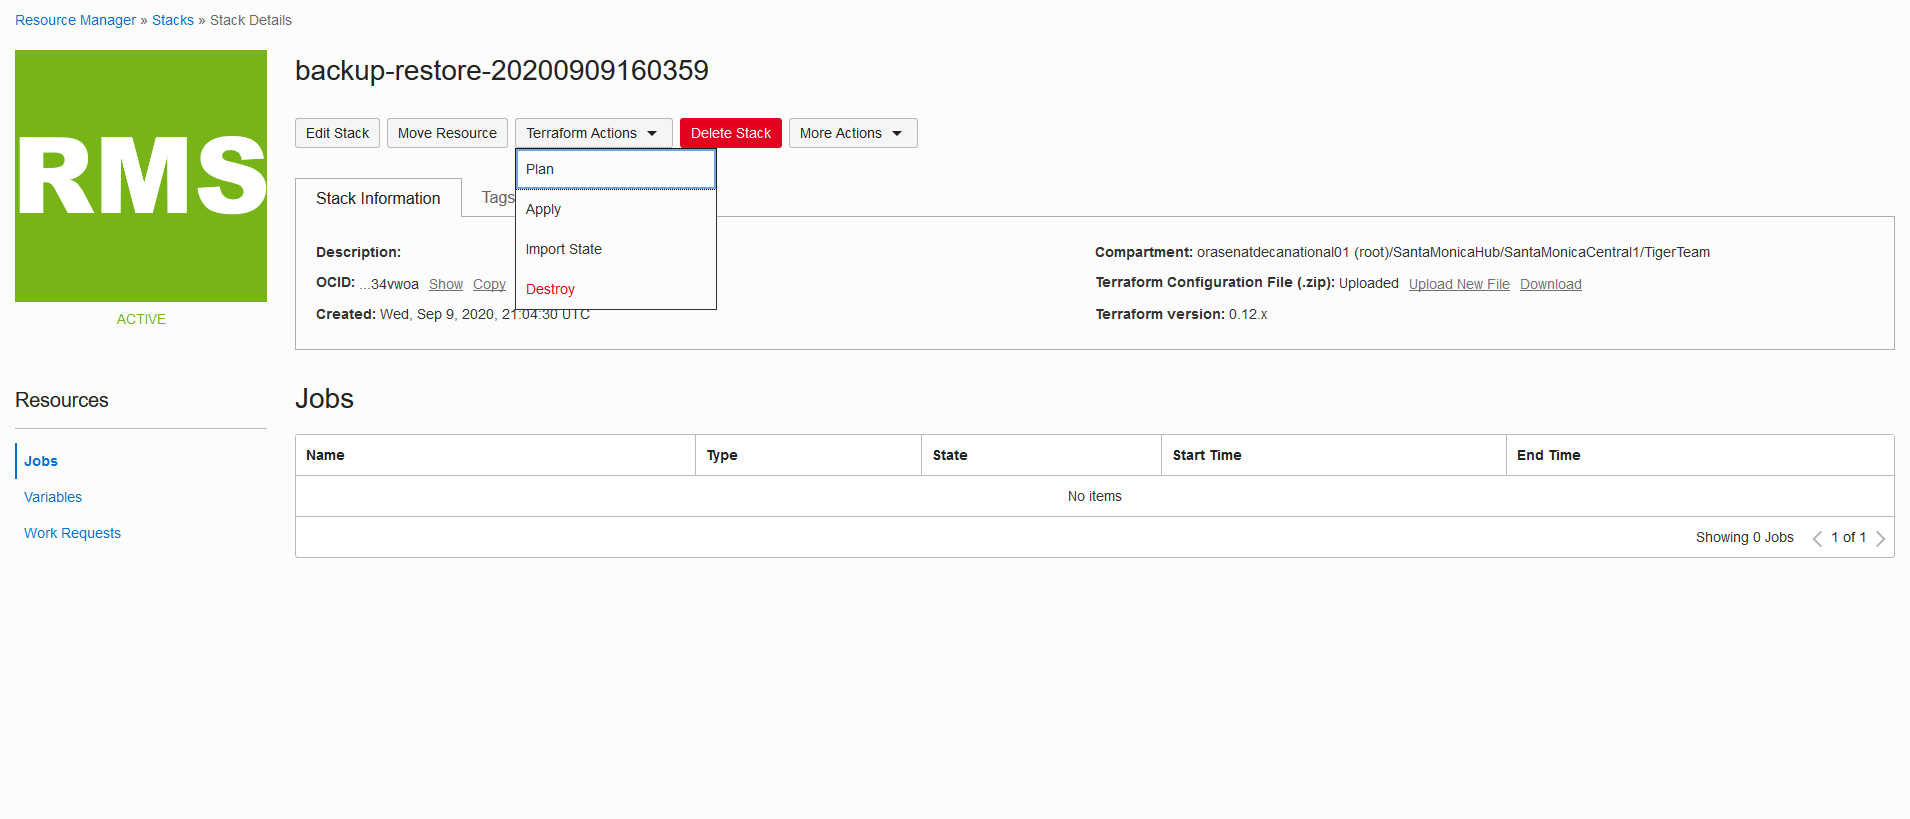 Resource Manager » Stacks » Stack Details
RMS
ACTIVE
backup-restore-20200909160359
Edit Stack Move Resource Terraform Actions Delete Stack More Actions
Plan
Apply
Import State
Destroy
Stack Information Tags
Description:
OCID: ...34vwoa Show Copy
Created: Wed, Sep 9, 2020, 21:04:30 UTC
Compartment: orasenatdecanational01 (root)/SantaMonicaHub/SantaMonicaCentral1/TigerTeam
Terraform Configuration File (.zip): Uploaded Upload New File Download
Terraform version: 0.12.x
Resources
Jobs
Variables
Work Requests
Jobs
Name Type State Start Time End Time
No items
Showing 0 Jobs 1 of 1